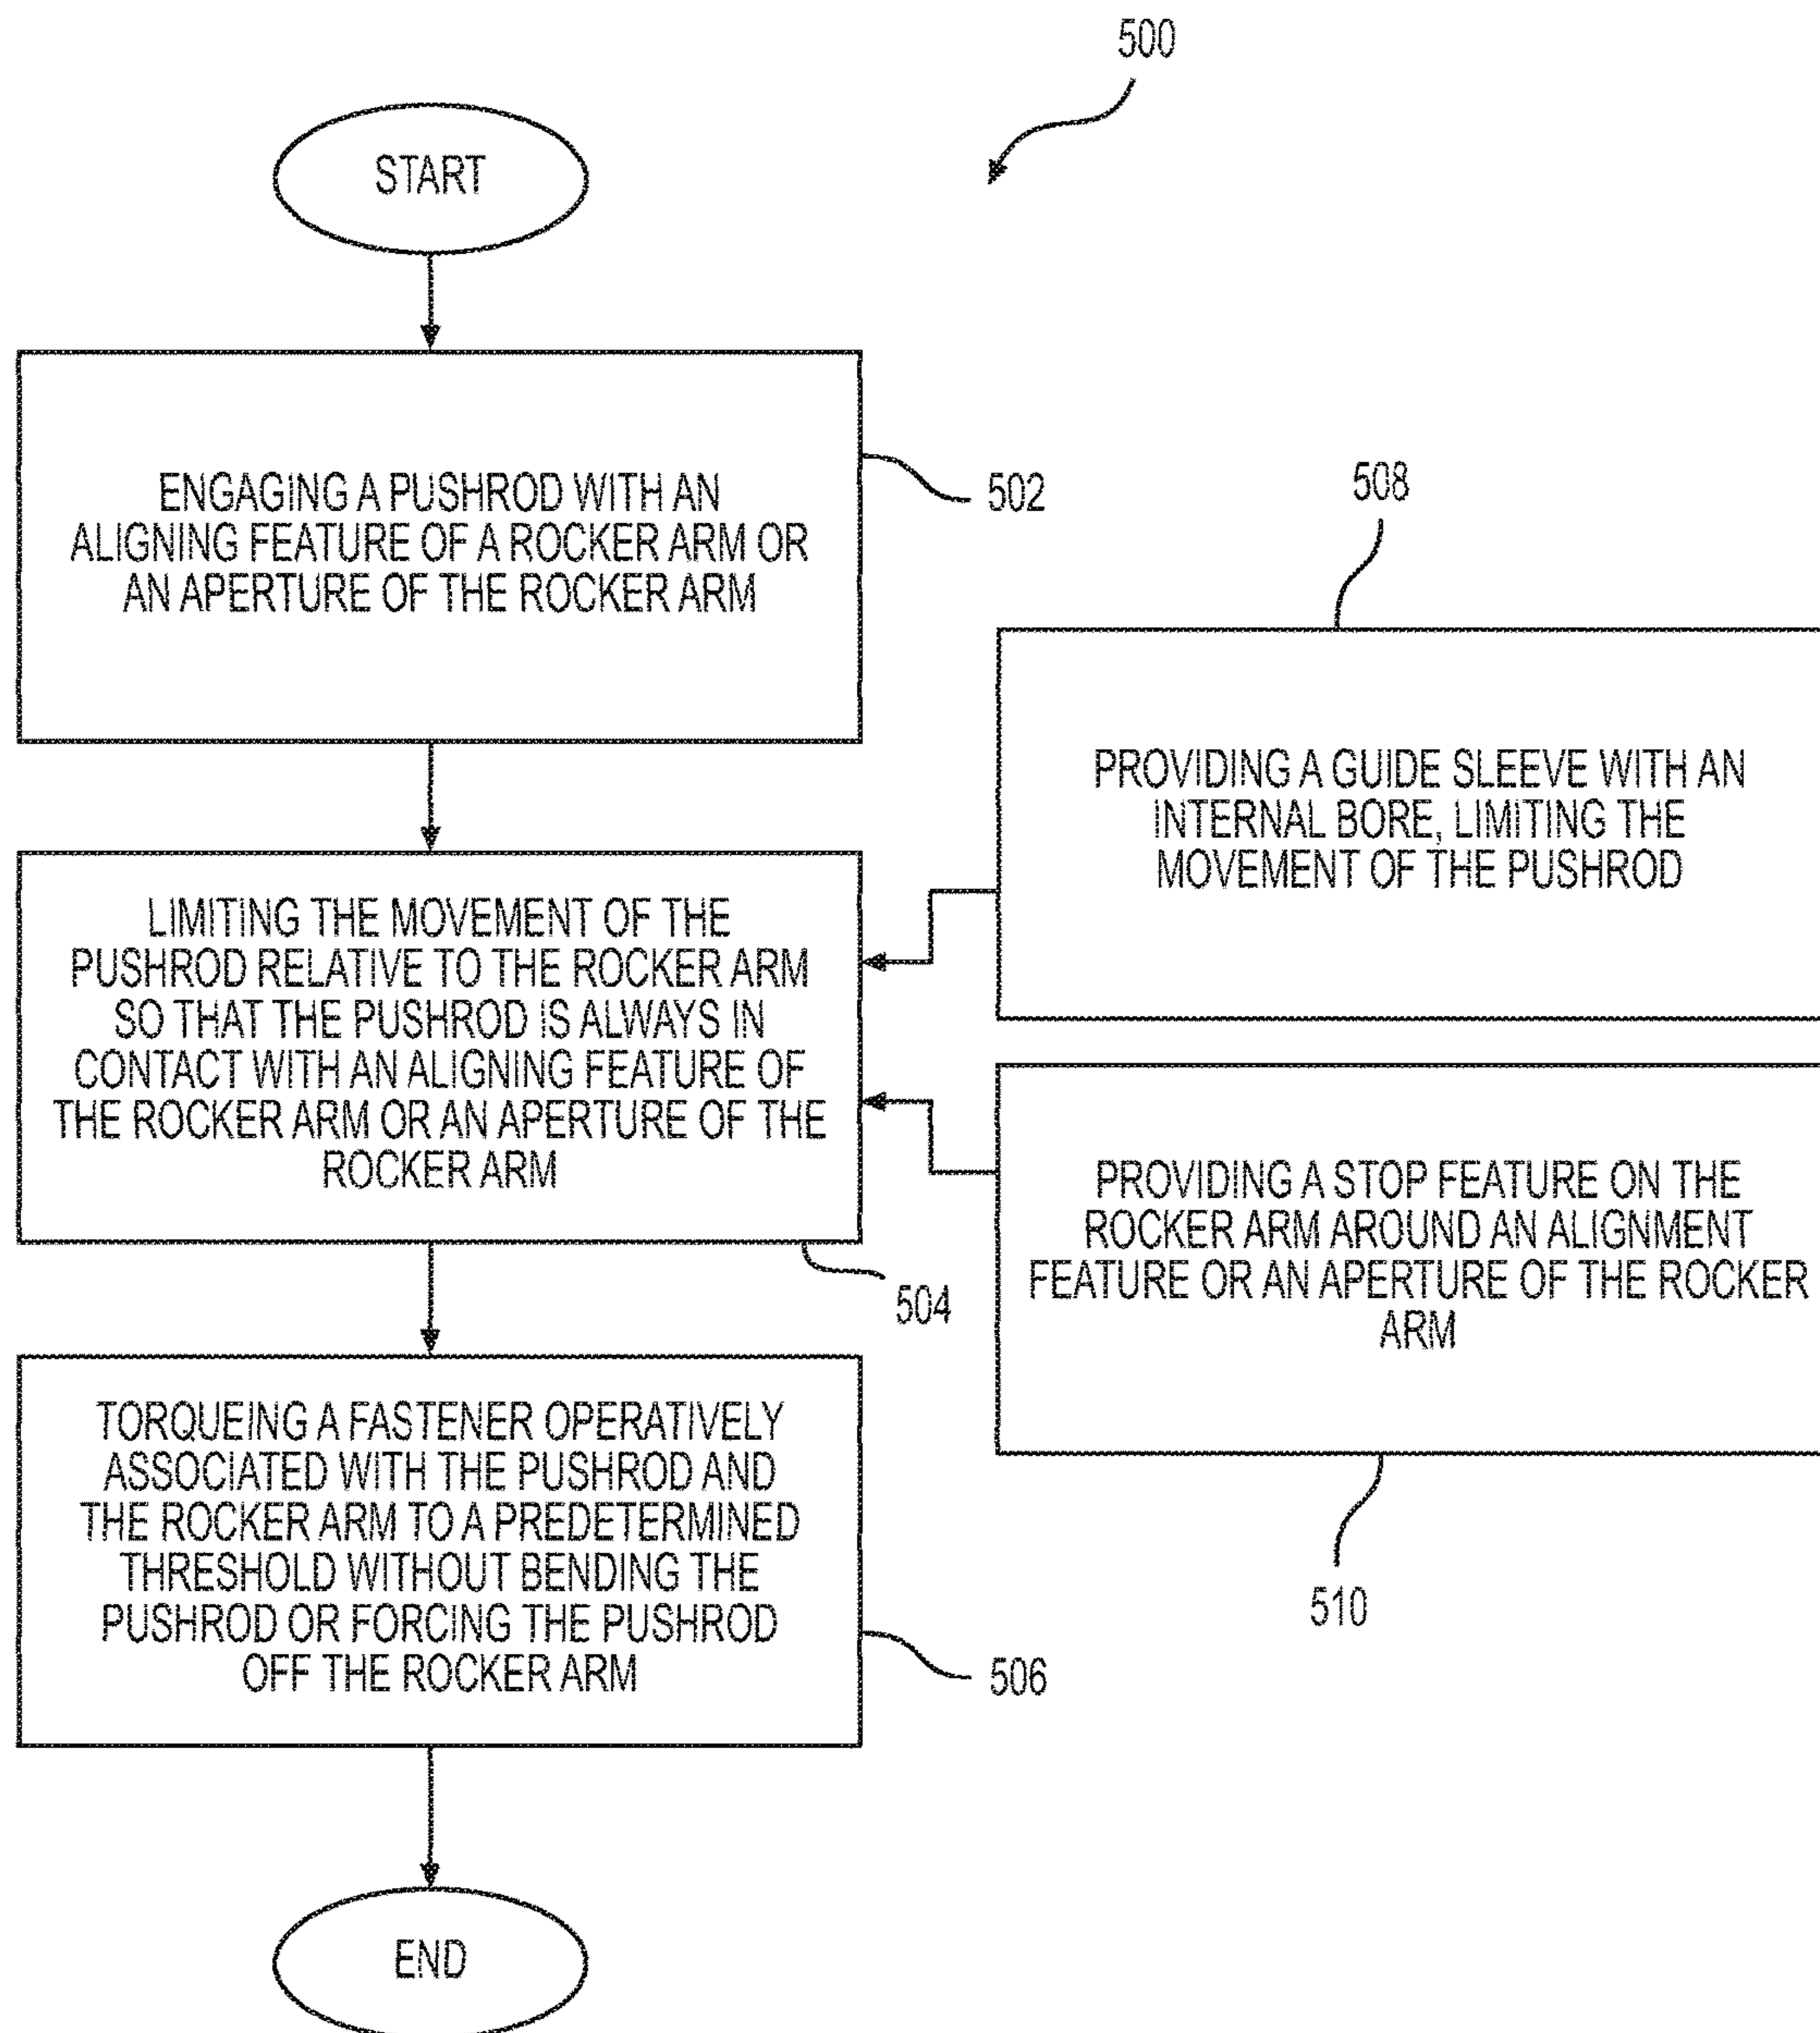 500
START
ENGAGING A PUSHROD WITH AN
ALIGNING FEATURE OF A ROCKER ARM OR
AN APERTURE OF THE ROCKER ARM
502
508
PROVIDING A GUIDE SLEEVE WITH AN
INTERNAL BORE, LIMITING THE
MOVEMENT OF THE PUSHROD
LIMITING THE MOVEMENT OF THE
PUSHROD RELATIVE TO THE ROCKER ARM
SO THAT THE PUSHROD IS ALWAYS IN
CONTACT WITH AN ALIGNING FEATURE OF
THE ROCKER ARM OR AN APERTURE OF THE
ROCKER ARM
504
PROVIDING A STOP FEATURE ON THE
ROCKER ARM AROUND AN ALIGNMENT
FEATURE OR AN APERTURE OF THE ROCKER
ARM
510
TORQUEING A FASTENER OPERATIVELY
ASSOCIATED WITH THE PUSHROD AND
THE ROCKER ARM TO A PREDETERMINED
THRESHOLD WITHOUT BENDING THE
PUSHROD OR FORCING THE PUSHROD
OFF THE ROCKER ARM
506
END